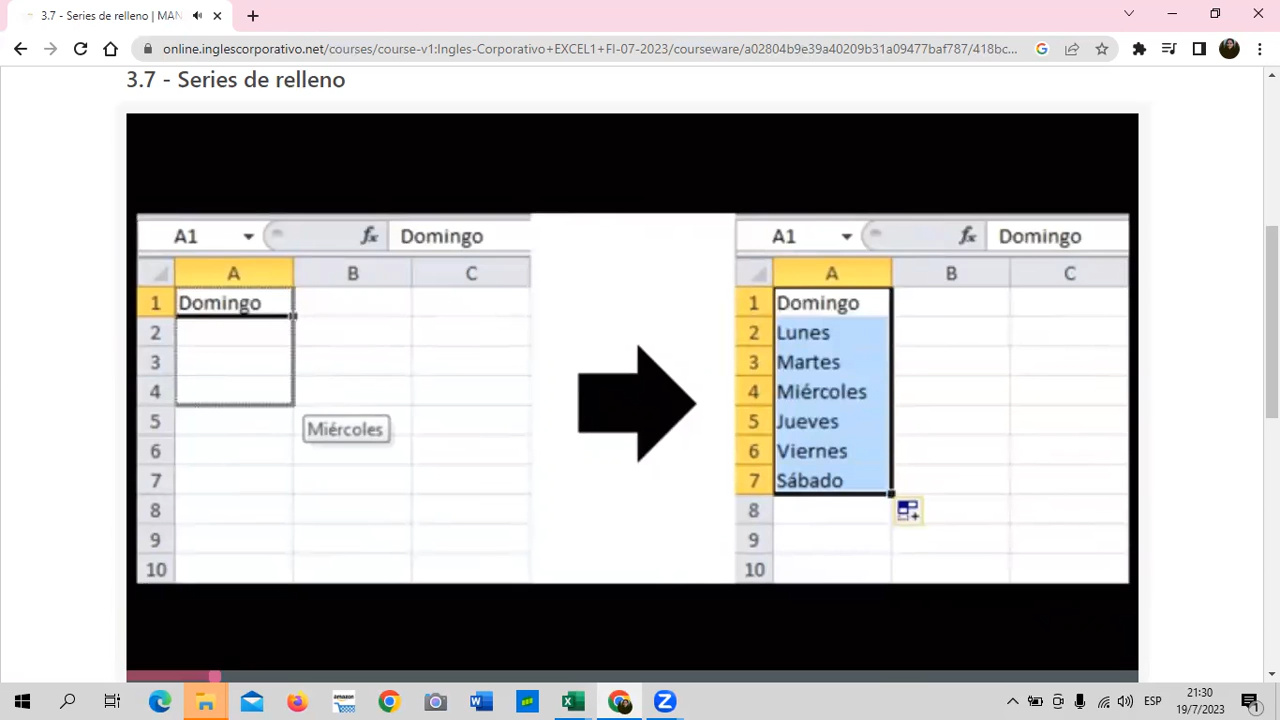 3.7 - Series de relleno | MAN
online.inglescorporativo.net/courses/course-v1:Ingles-Corporativo+EXCEL1+FI-07-2023/courseware/a02804b9e39a40209b31a09477baf787/418bc...
3.7 - Series de relleno
A1 fx Domingo
A B C
1 Domingo
2
3
4
5 Miércoles
6
7
8
9
10
A1 fx Domingo
A B C
1 Domingo
2 Lunes
3 Martes
4 Miércoles
5 Jueves
6 Viernes
7 Sábado
8
9
10
ESP
21:30
19/7/2023
1